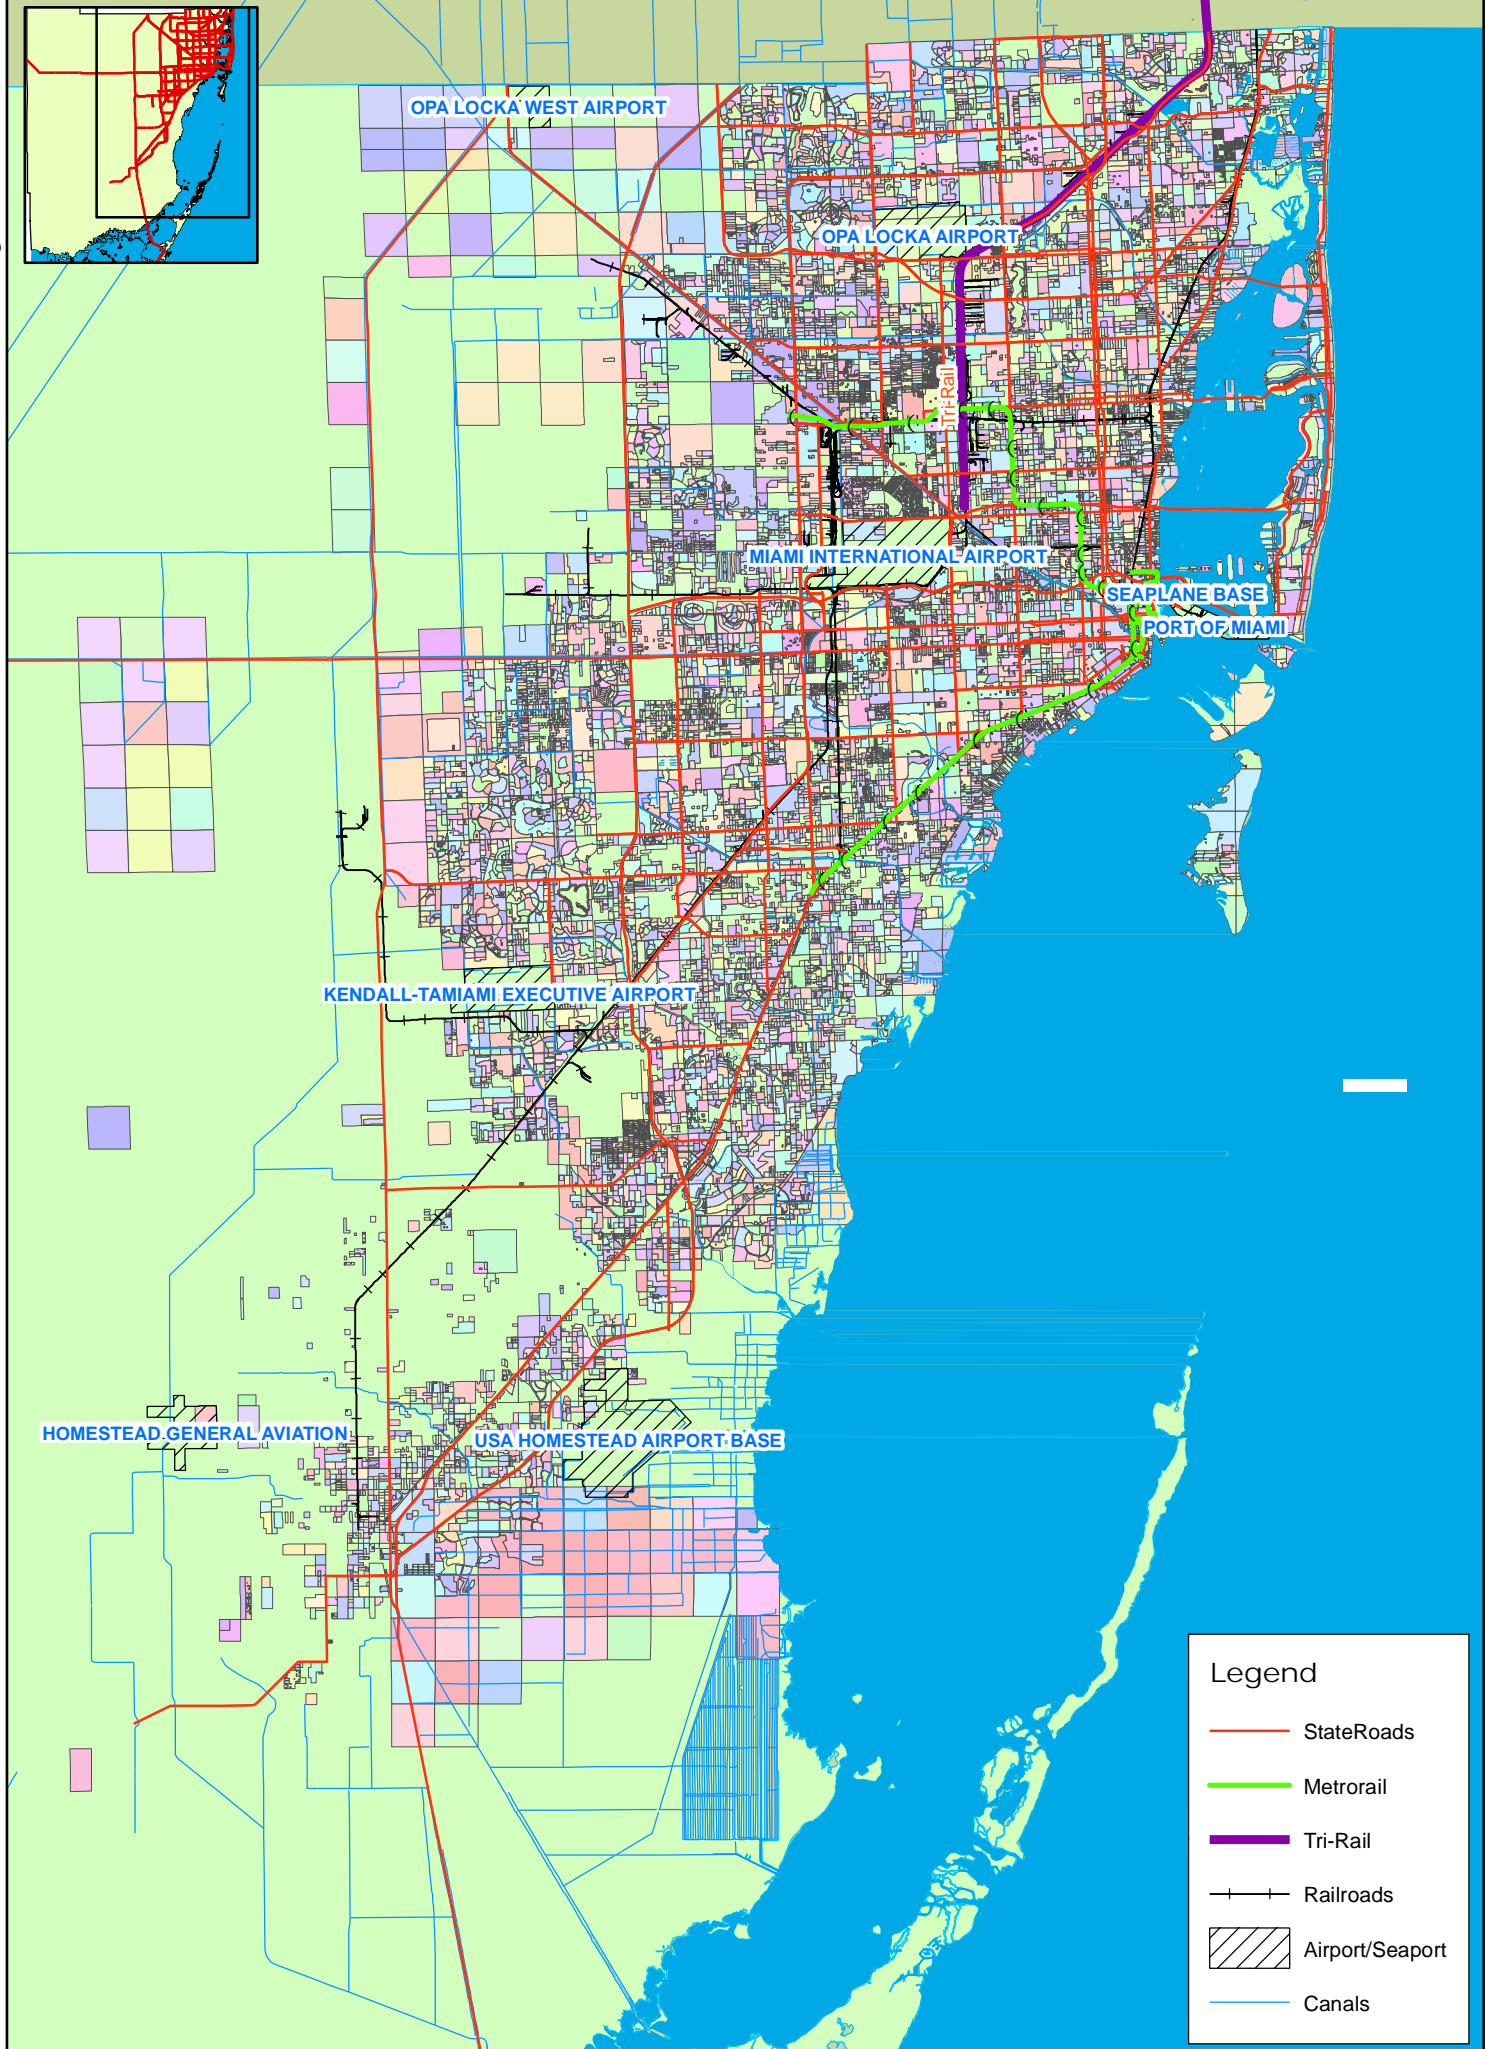 OPA LOCKA WEST AIRPORT
OPA LOCKA AIRPORT
Tri-Rail
MIAMI INTERNATIONAL AIRPORT
SEAPLANE BASE
PORT OF MIAMI
KENDALL-TAMIAMI EXECUTIVE AIRPORT
HOMESTEAD GENERAL AVIATION
USA HOMESTEAD AIRPORT BASE
Legend
StateRoads
Metrorail
Tri-Rail
Railroads
Airport/Seaport
Canals